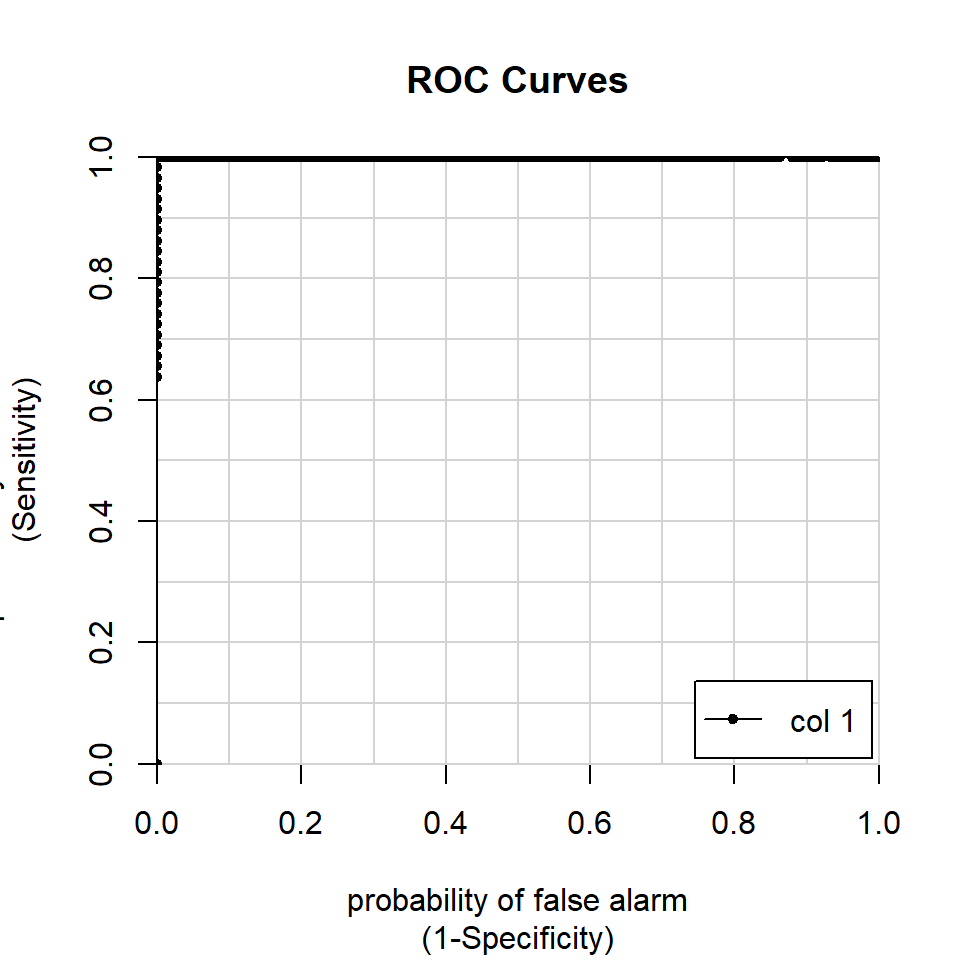 ROC Curves
(Sensitivity)
1.0
0.8
0.6
0.4
0.2
0.0
col 1
0.0 0.2 0.4 0.6 0.8 1.0
probability of false alarm
(1-Specificity)